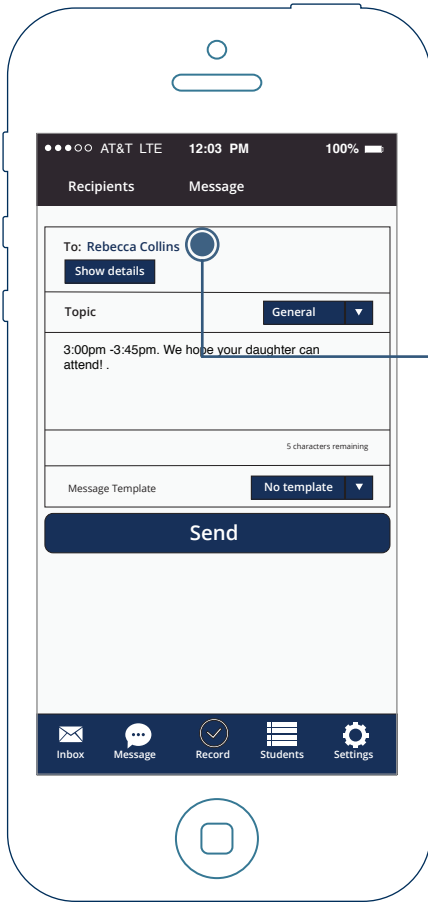 AT&T LTE 12:03 PM 100%
Recipients Message
To: Rebecca Collins
Show details
Topic General
3:00pm -3:45pm. We hope your daughter can
attend! .
5 characters remaining
Message Template No template
Send
Inbox Message Record Students Settings